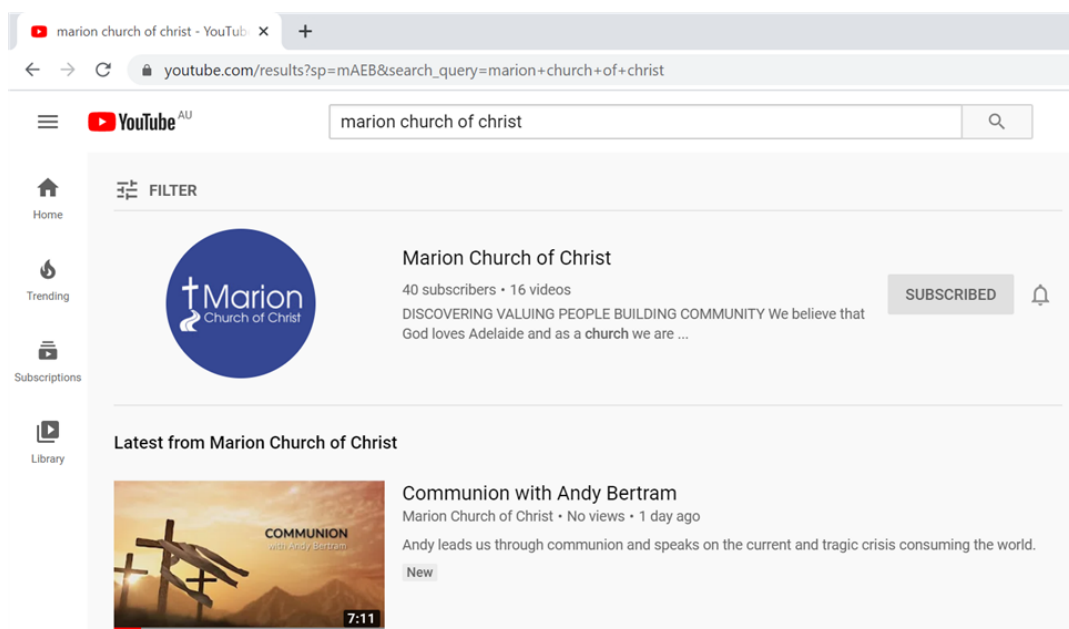 marion church of christ - YouTub
youtube.com/results?sp=mAEB&search_query=marion+church+of+christ
YouTube AU
marion church of christ
Home
Trending
Subscriptions
Library
FILTER
Marion
Church of Christ
Marion Church of Christ
40 subscribers • 16 videos
DISCOVERING VALUING PEOPLE BUILDING COMMUNITY We believe that
God loves Adelaide and as a church we are ...
SUBSCRIBED
Latest from Marion Church of Christ
COMMUNION
with Andy Bertram
7:11
Communion with Andy Bertram
Marion Church of Christ • No views • 1 day ago
Andy leads us through communion and speaks on the current and tragic crisis consuming the world.
New